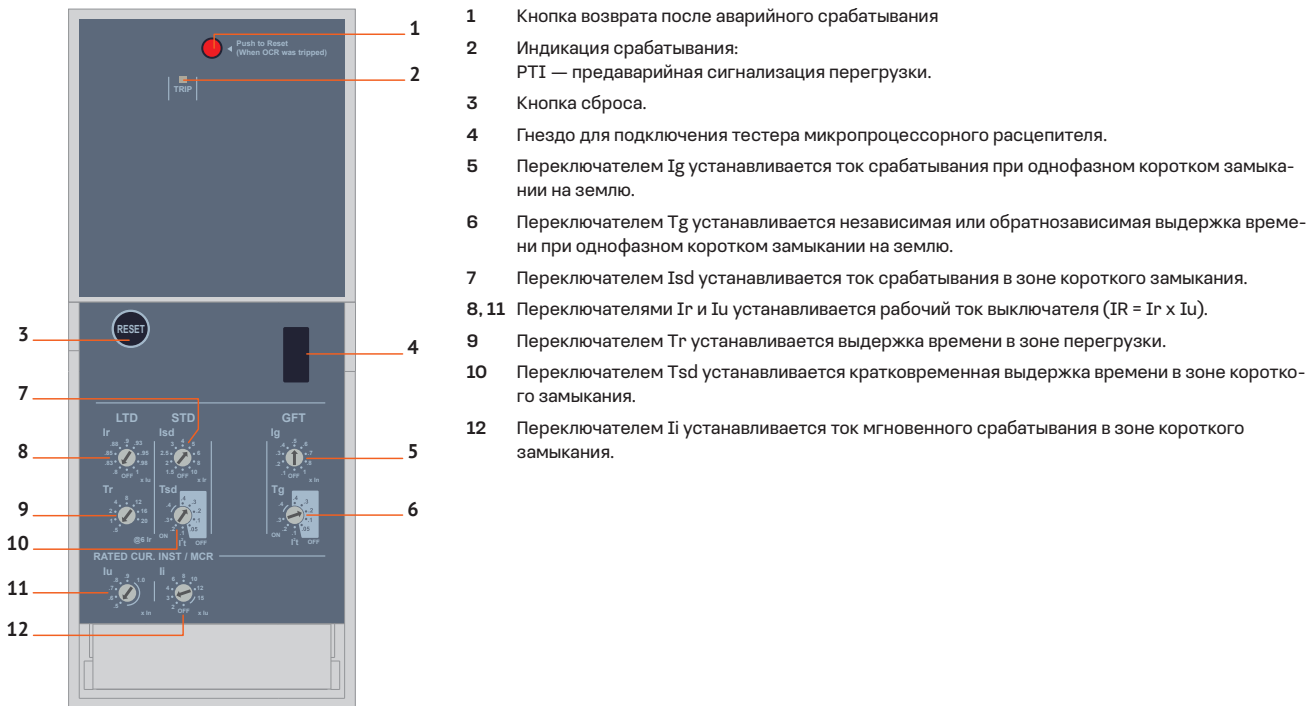 1 Кнопка возврата после аварийного срабатывания
2 Индикация срабатывания:
PTI — предаварийная сигнализация перегрузки.
3 Кнопка сброса.
4 Гнездо для подключения тестера микропроцессорного расцепителя.
5 Переключателем Ig устанавливается ток срабатывания при однофазном коротком замыка-
нии на землю.
6 Переключателем Tg устанавливается независимая или обратнозависимая выдержка време-
ни при однофазном коротком замыкании на землю.
7 Переключателем Isd устанавливается ток срабатывания в зоне короткого замыкания.
8, 11 Переключателями Ir и Iu устанавливается рабочий ток выключателя (IR = Ir x Iu).
9 Переключателем Tr устанавливается выдержка времени в зоне перегрузки.
10 Переключателем Tsd устанавливается кратковременная выдержка времени в зоне коротко-
го замыкания.
12 Переключателем Ii устанавливается ток мгновенного срабатывания в зоне короткого
замыкания.
1
Push to Reset
(When OCR was tripped)
2
TRIP
3
RESET
4
7
LTD STD GFT
Ir Isd Ig
8
5
x Iu x Ir x In
OFF OFF OFF
Tr Tsd Tg
9
6
10
@6 Ir ON I²t OFF ON I²t OFF
RATED CUR. INST / MCR
Iu Ii
11
x In OFF x Iu
12